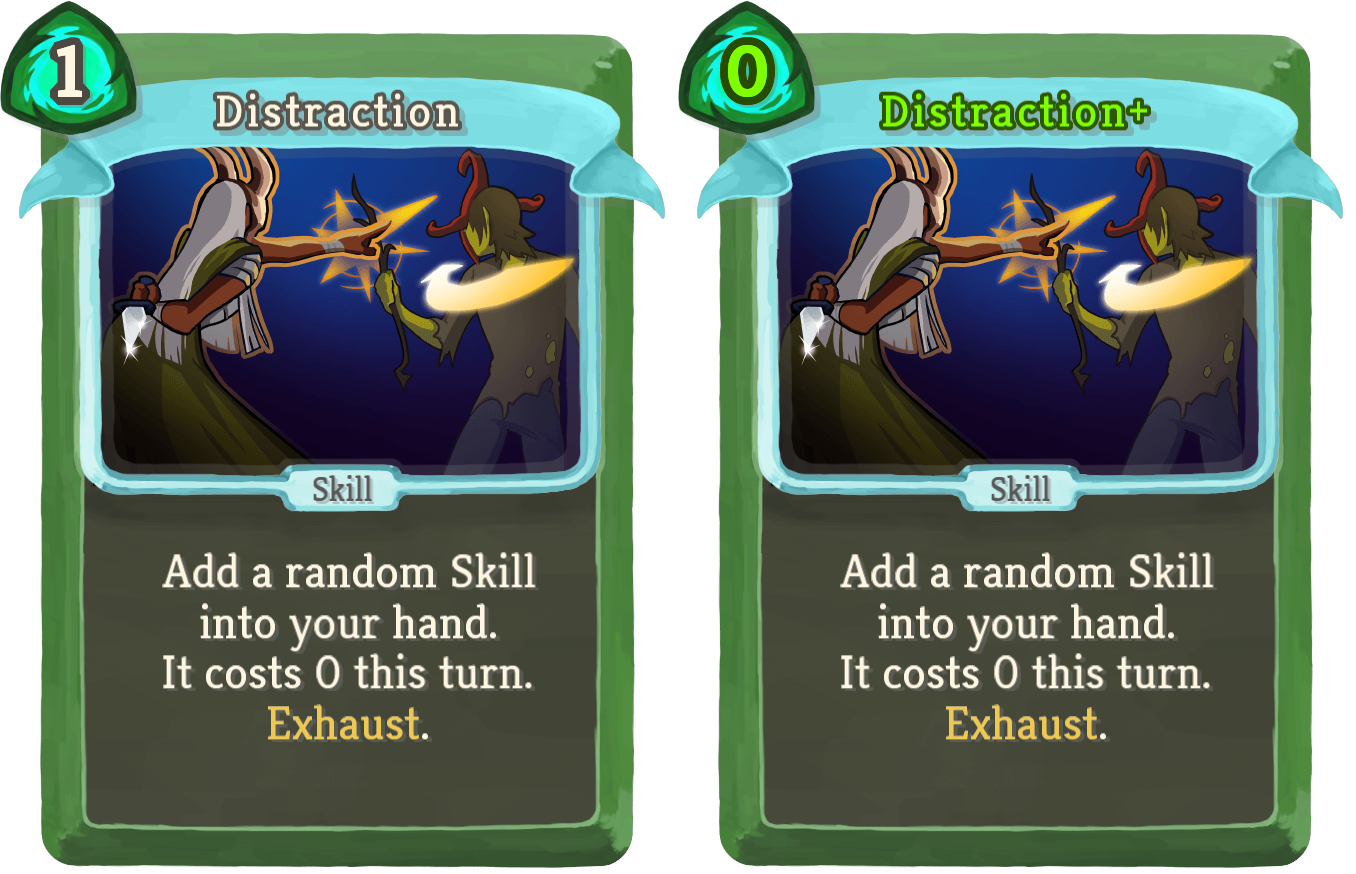 1
Distraction
Skill
Add a random Skill
into your hand.
It costs 0 this turn.
Exhaust.
0
Distraction+
Skill
Add a random Skill
into your hand.
It costs 0 this turn.
Exhaust.